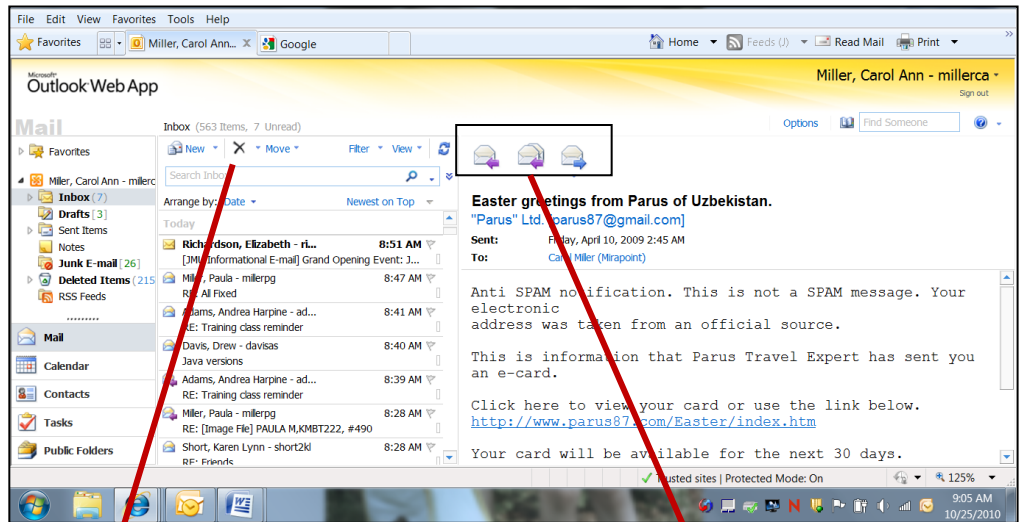 File Edit View Favorites Tools Help
Favorites Miller, Carol Ann... X Google Home Feeds (J) Read Mail Print
Microsoft®
Outlook Web App
Miller, Carol Ann - millerca
Sign out
Mail
Inbox (563 Items, 7 Unread)
Options Find Someone
Favorites
Miller, Carol Ann - millerc
Inbox (7)
Drafts [3]
Sent Items
Notes
Junk E-mail [26]
Deleted Items (215
RSS Feeds
Mail
Calendar
Contacts
Tasks
Public Folders
New Move Filter View
Search Inbox
Arrange by: Date Newest on Top
Today
Richardson, Elizabeth - ri... 8:51 AM
[JMU Informational E-mail] Grand Opening Event: J...
Miller, Paula - millerpg 8:47 AM
RE: All Fixed
Adams, Andrea Harpine - ad... 8:41 AM
RE: Training class reminder
Davis, Drew - davisas 8:40 AM
Java versions
Adams, Andrea Harpine - ad... 8:39 AM
RE: Training class reminder
Miller, Paula - millerpg 8:28 AM
RE: [Image File] PAULA M,KMBT222, #490
Short, Karen Lynn - short2kl 8:28 AM
RE: Friends
Easter greetings from Parus of Uzbekistan.
"Parus" Ltd. [parus87@gmail.com]
Sent: Friday, April 10, 2009 2:45 AM
To: Carol Miller (Mirapoint)
Anti SPAM notification. This is not a SPAM message. Your
electronic
address was taken from an official source.
This is information that Parus Travel Expert has sent you
an e-card.
Click here to view your card or use the link below.
http://www.parus87.com/Easter/index.htm
Your card will be available for the next 30 days.
Trusted sites | Protected Mode: On 125%
9:05 AM
10/25/2010